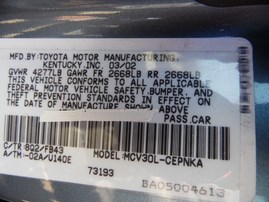 MFD.BY:TOYOTA MOTOR MANUFACTURING,
KENTUCKY,INC. 03/02
GVWR 4277LB GAWR FR 2668LB RR 2668LB
THIS VEHICLE CONFORMS TO ALL APPLICABLE
FEDERAL MOTOR VEHICLE SAFETY,BUMPER, AND
THEFT PREVENTION STANDARDS IN EFFECT ON
THE DATE OF MANUFACTURE SHOWN ABOVE.
PASS.CAR
C/TR:8Q2/FB43 MODEL:MCV30L-CEPNKA
A/TM:-02A/U140E
73193
BA05004613